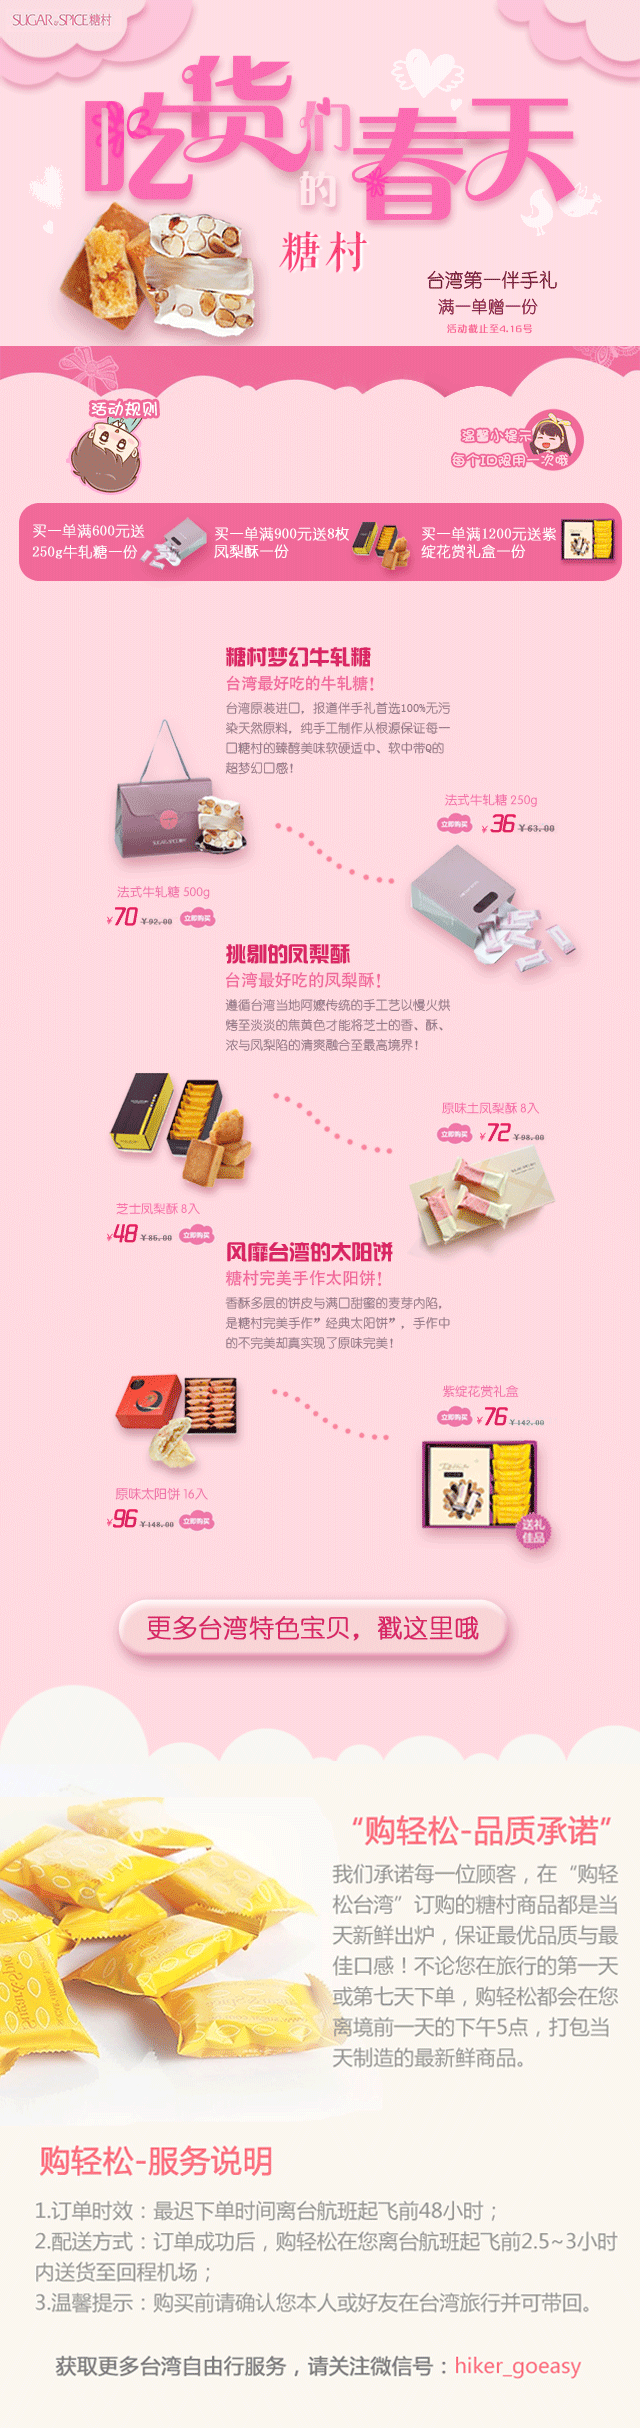 SUGAR & SPICE 糖村
吃货们的春天
糖村
台湾第一伴手礼
满一单赠一份
活动截止至4.16号
活动规则
温馨小提示
每个ID限用一次哦
买一单满600元送
250g牛轧糖一份
买一单满900元送8枚
凤梨酥一份
买一单满1200元送紫
绽花赏礼盒一份
糖村梦幻牛轧糖
台湾最好吃的牛轧糖!
台湾原装进口，报道伴手礼首选100%无污
染天然原料，纯手工制作从根源保证每一
口糖村的臻醇美味软硬适中、软中带Q的
超梦幻口感!
法式牛轧糖 250g
立即购买 ¥36 ¥63.00
法式牛轧糖 500g
¥70 ¥92.00 立即购买
挑剔的凤梨酥
台湾最好吃的凤梨酥!
遵循台湾当地阿嬷传统的手工艺以慢火烘
烤至淡淡的焦黄色才能将芝士的香、酥、
浓与凤梨陷的清爽融合至最高境界!
原味土凤梨酥 8入
立即购买 ¥72 ¥98.00
芝士凤梨酥 8入
¥48 ¥85.00 立即购买
风靡台湾的太阳饼
糖村完美手作太阳饼!
香酥多层的饼皮与满口甜蜜的麦芽内陷，
是糖村完美手作”经典太阳饼”，手作中
的不完美却真实现了原味完美!
紫绽花赏礼盒
立即购买 ¥76 ¥142.00
原味太阳饼 16入
¥96 ¥148.00 立即购买
送礼
佳品
更多台湾特色宝贝，戳这里哦
“购轻松-品质承诺”
我们承诺每一位顾客，在“购轻
松台湾”订购的糖村商品都是当
天新鲜出炉，保证最优品质与最
佳口感！不论您在旅行的第一天
或第七天下单，购轻松都会在您
离境前一天的下午5点，打包当
天制造的最新鲜商品。
购轻松-服务说明
1.订单时效：最迟下单时间离台航班起飞前48小时；
2.配送方式：订单成功后，购轻松在您离台航班起飞前2.5~3小时
内送货至回程机场；
3.温馨提示：购买前请确认您本人或好友在台湾旅行并可带回。
获取更多台湾自由行服务，请关注微信号：hiker_goeasy